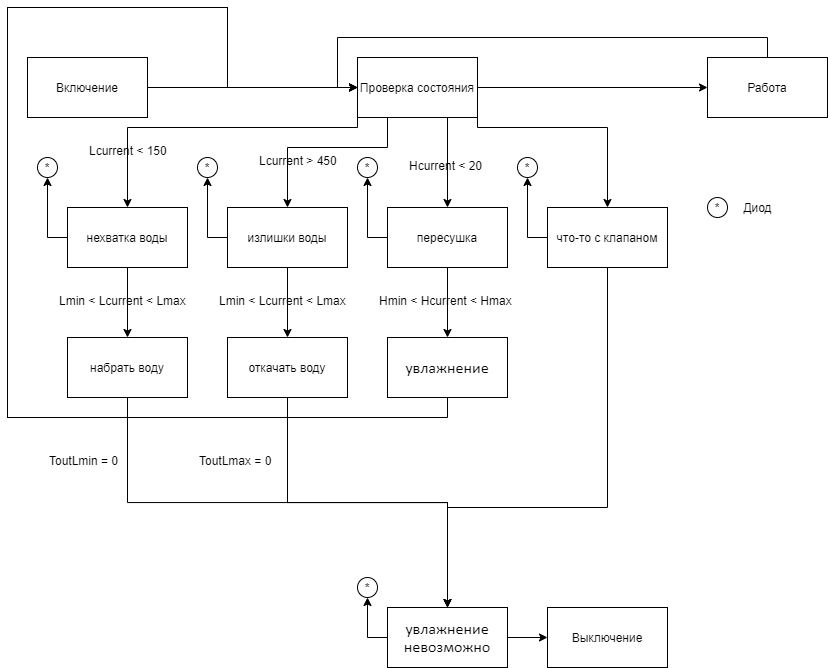 Включение
Проверка состояния
Работа
Lcurrent < 150
Lcurrent > 450
Hcurrent < 20
*
*
*
*
* Диод
нехватка воды
излишки воды
пересушка
что-то с клапаном
Lmin < Lcurrent < Lmax
Lmin < Lcurrent < Lmax
Hmin < Hcurrent < Hmax
набрать воду
откачать воду
увлажнение
ToutLmin = 0
ToutLmax = 0
*
увлажнение
невозможно
Выключение